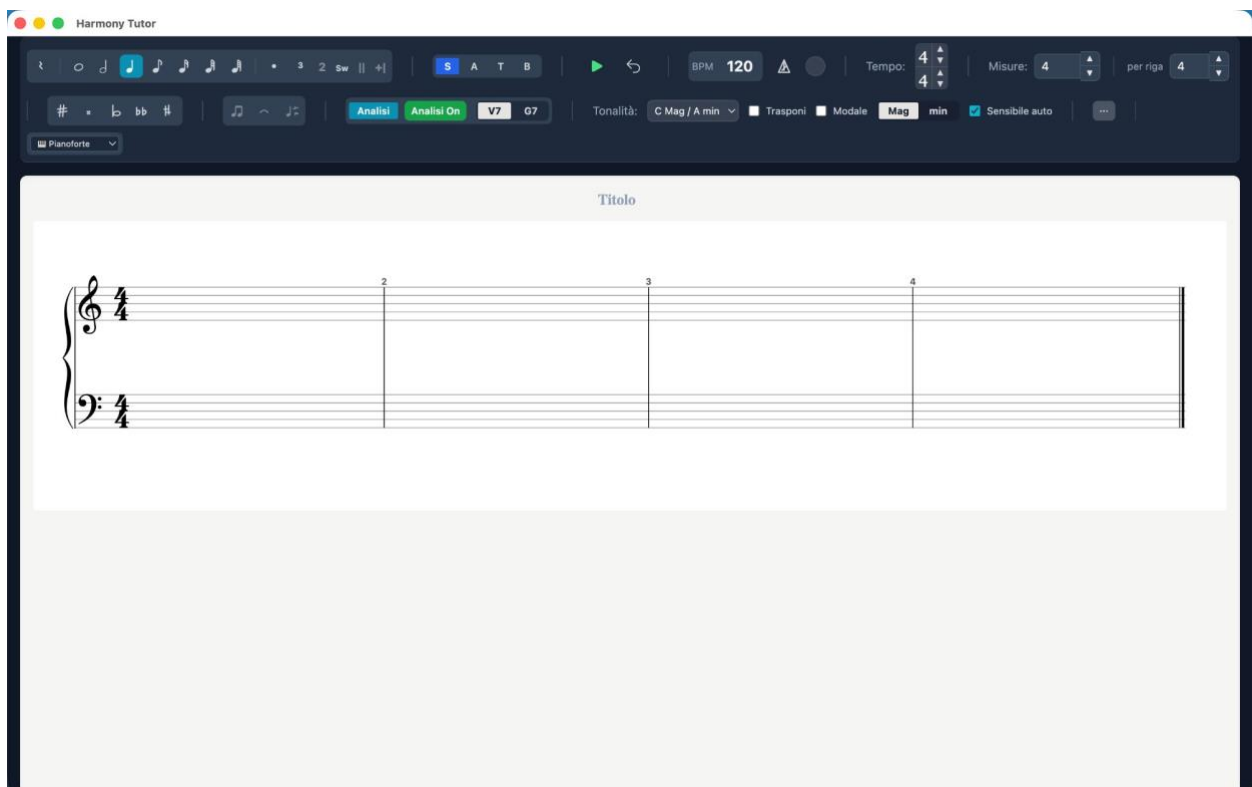 Harmony Tutor
3 2 Sw S A T B BPM 120 Tempo: 4 4 Misure: 4 per riga 4
Analisi Analisi On V7 G7 Tonalità: C Mag / A min Trasponi Modale Mag min Sensibile auto ...
Pianoforte
Titolo
2 3 4
4 4
4 4